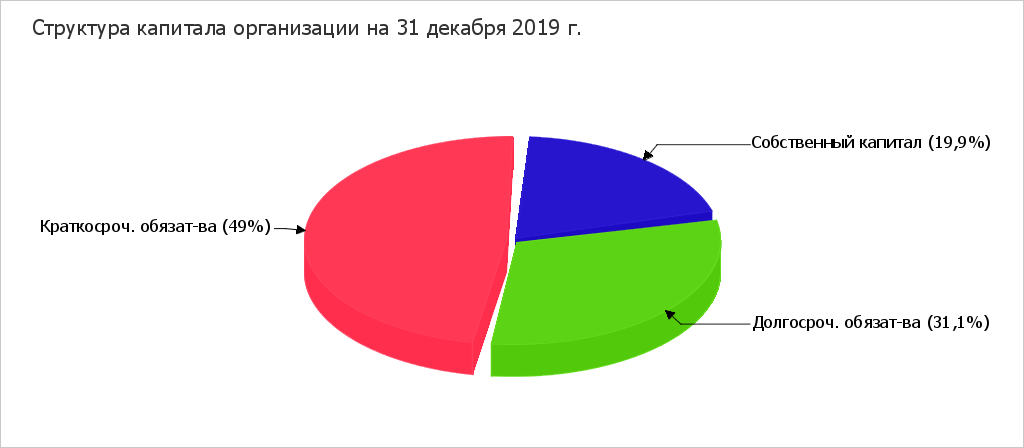 Структура капитала организации на 31 декабря 2019 г.
Собственный капитал (19,9%)
Краткосроч. обязат-ва (49%)
Долгосроч. обязат-ва (31,1%)